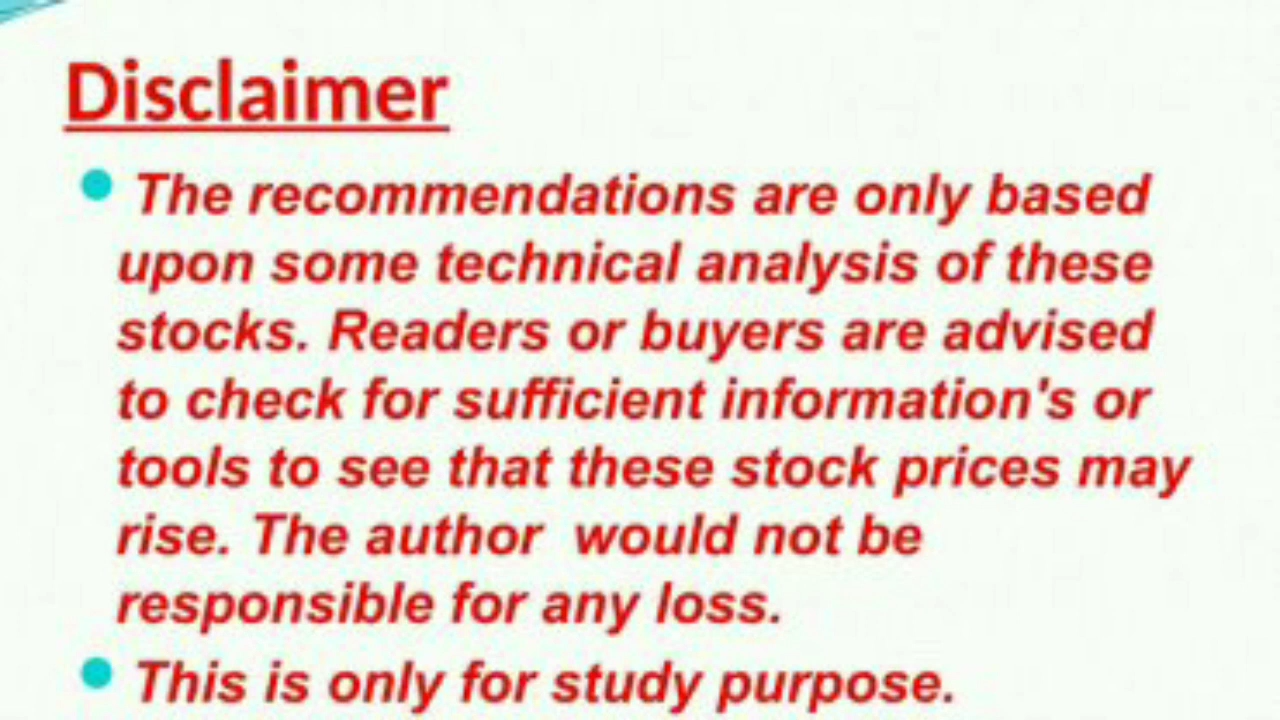 Disclaimer
The recommendations are only based
upon some technical analysis of these
stocks. Readers or buyers are advised
to check for sufficient information's or
tools to see that these stock prices may
rise. The author  would not be
responsible for any loss.
This is only for study purpose.